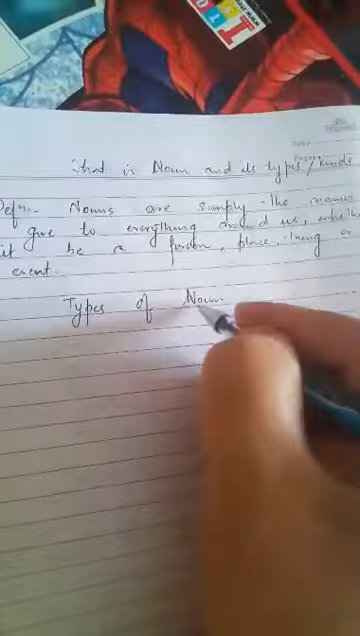 What is Noun and its types/kinds
Defn:- Nouns are simply the names
give to everything around us, whether
it be a person, place, thing or
event.
Types of Noun